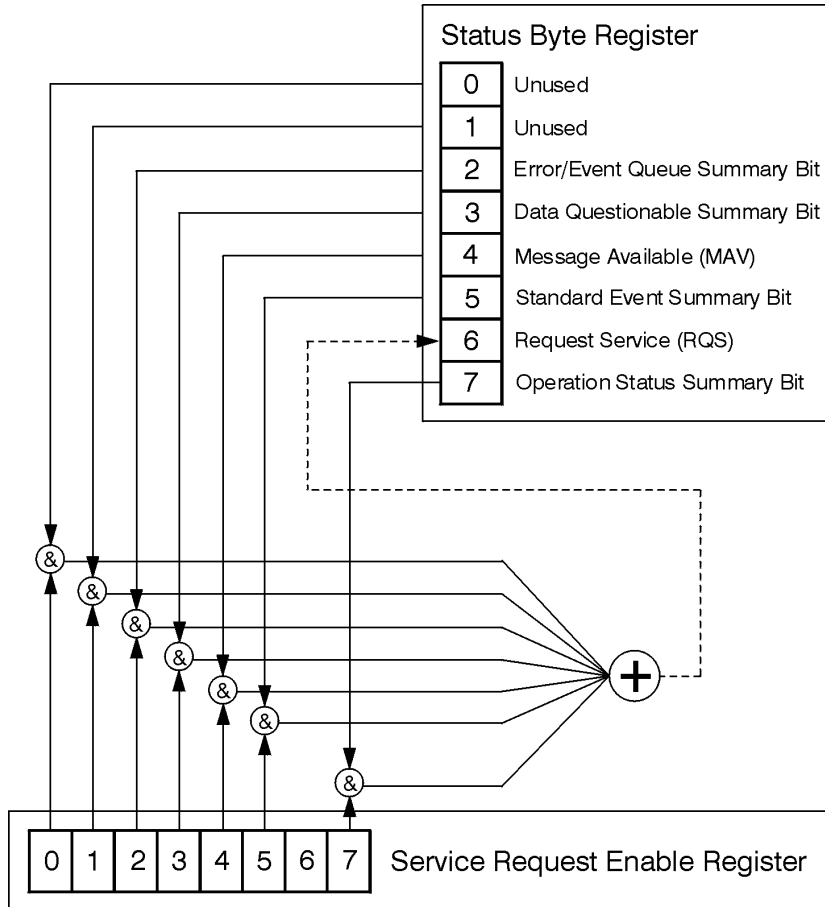 Status Byte Register
0 Unused
1 Unused
2 Error/Event Queue Summary Bit
3 Data Questionable Summary Bit
4 Message Available (MAV)
5 Standard Event Summary Bit
6 Request Service (RQS)
7 Operation Status Summary Bit
&
&
&
&
&
&
&
+
0 1 2 3 4 5 6 7 Service Request Enable Register